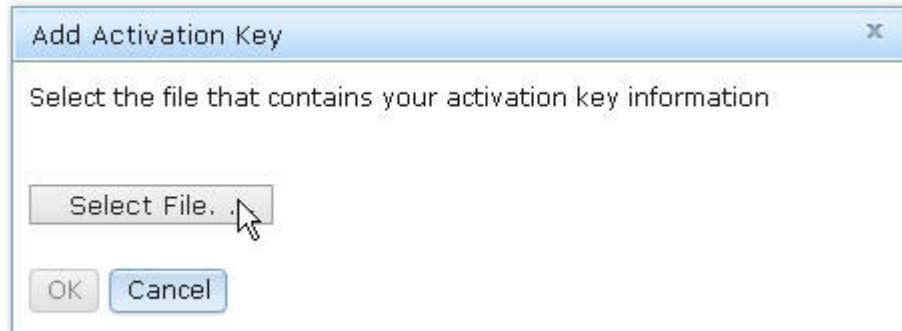 Add Activation Key
x
Select the file that contains your activation key information
Select File. ..
OK
Cancel